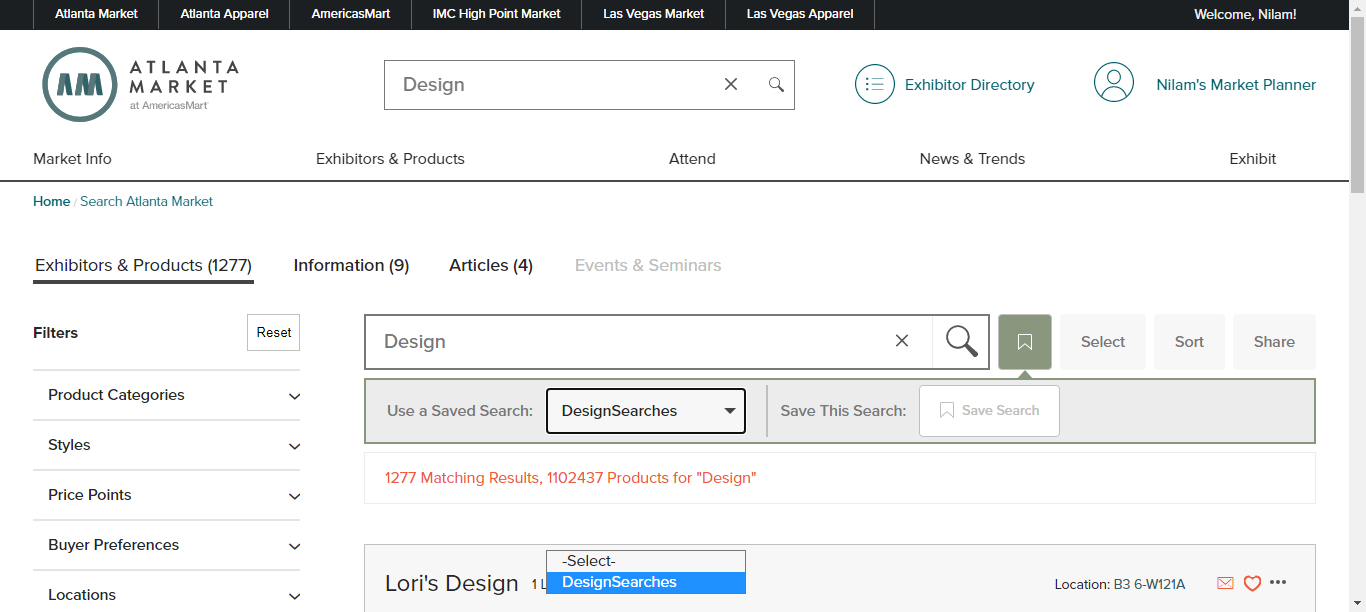 Atlanta Market Atlanta Apparel AmericasMart IMC High Point Market Las Vegas Market Las Vegas Apparel Welcome, Nilam!
AM ATLANTA
MARKET
at AmericasMart
Design
Exhibitor Directory
Nilam's Market Planner
Market Info Exhibitors & Products Attend News & Trends Exhibit
Home / Search Atlanta Market
Exhibitors & Products (1277) Information (9) Articles (4) Events & Seminars
Filters Reset
Product Categories
Styles
Price Points
Buyer Preferences
Locations
Design Select Sort Share
Use a Saved Search: DesignSearches Save This Search: Save Search
1277 Matching Results, 1102437 Products for "Design"
-Select-
DesignSearches
Lori's Design 1 L Location: B3 6-W121A